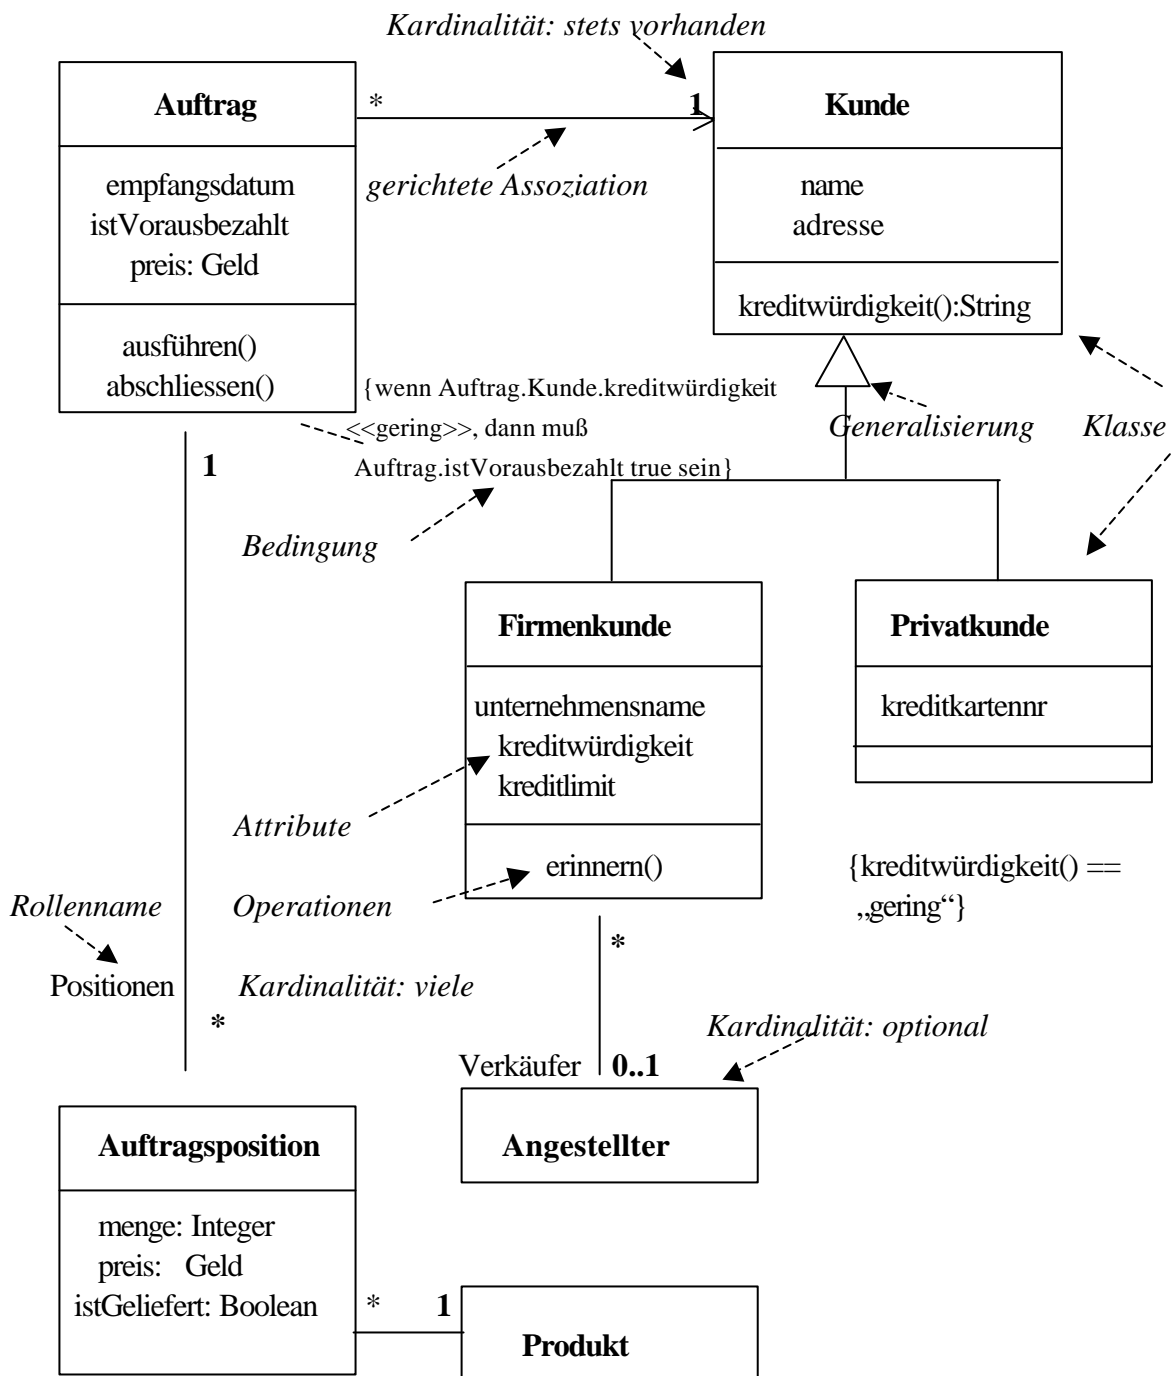 Kardinalität: stets vorhanden
Auftrag
*
1
Kunde
empfangsdatum
istVorausbezahlt
preis: Geld
gerichtete Assoziation
name
adresse
ausführen()
abschliessen()
kreditwürdigkeit():String
{wenn Auftrag.Kunde.kreditwürdigkeit
<<gering>>, dann muß
Auftrag.istVorausbezahlt true sein}
Generalisierung
Klasse
1
Bedingung
Firmenkunde
Privatkunde
unternehmensname
kreditwürdigkeit
kreditlimit
kreditkartennr
Attribute
erinnern()
{kreditwürdigkeit() ==
„gering“}
Rollenname
Operationen
*
Positionen
Kardinalität: viele
*
Kardinalität: optional
Verkäufer
0..1
Auftragsposition
Angestellter
menge: Integer
preis: Geld
istGeliefert: Boolean
*
1
Produkt